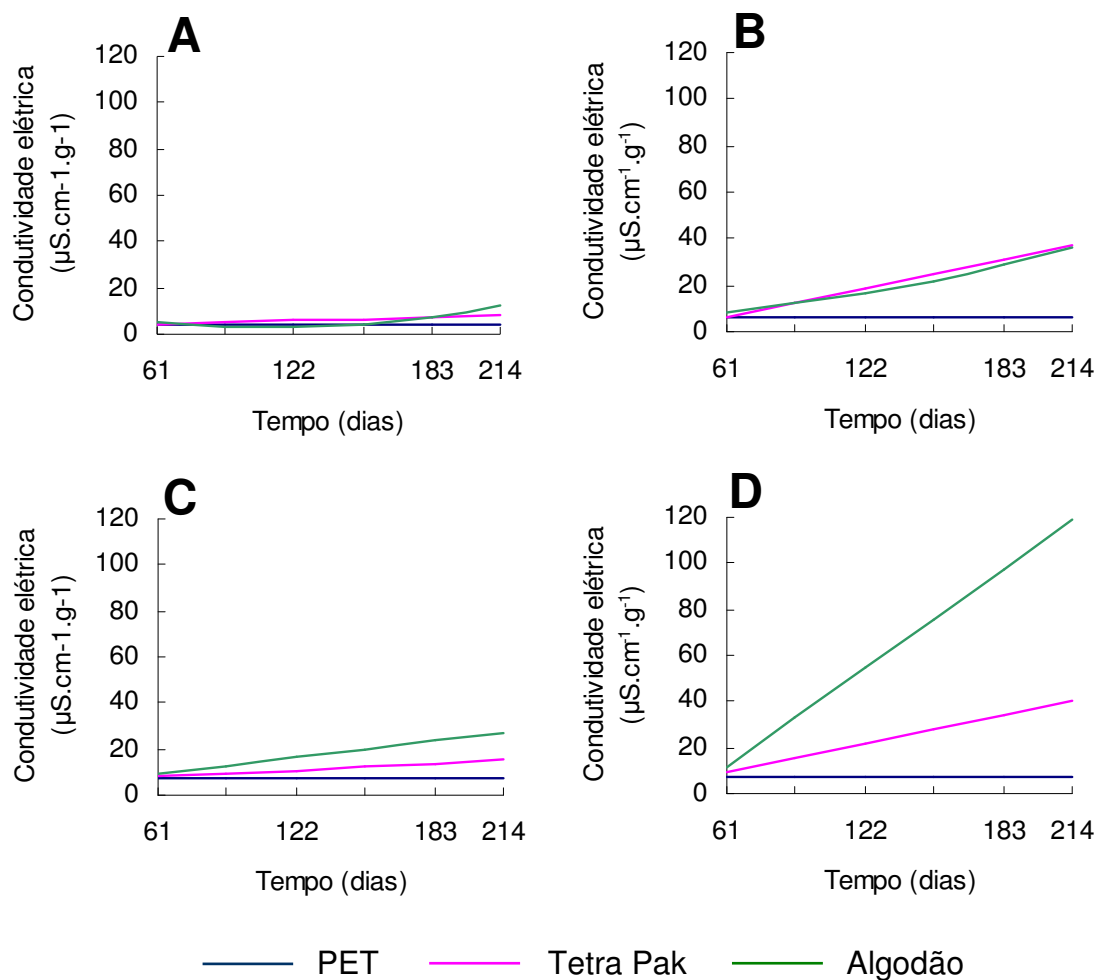 A
Condutividade elétrica
(µS.cm-1.g-1)
120
100
80
60
40
20
0
61
122
183
214
Tempo (dias)
B
Condutividade elétrica
(µS.cm⁻¹.g⁻¹)
120
100
80
60
40
20
0
61
122
183
214
Tempo (dias)
C
Condutividade elétrica
(µS.cm-1.g-1)
120
100
80
60
40
20
0
61
122
183
214
Tempo (dias)
D
Condutividade elétrica
(µS.cm⁻¹.g⁻¹)
120
100
80
60
40
20
0
61
122
183
214
Tempo (dias)
PET
Tetra Pak
Algodão